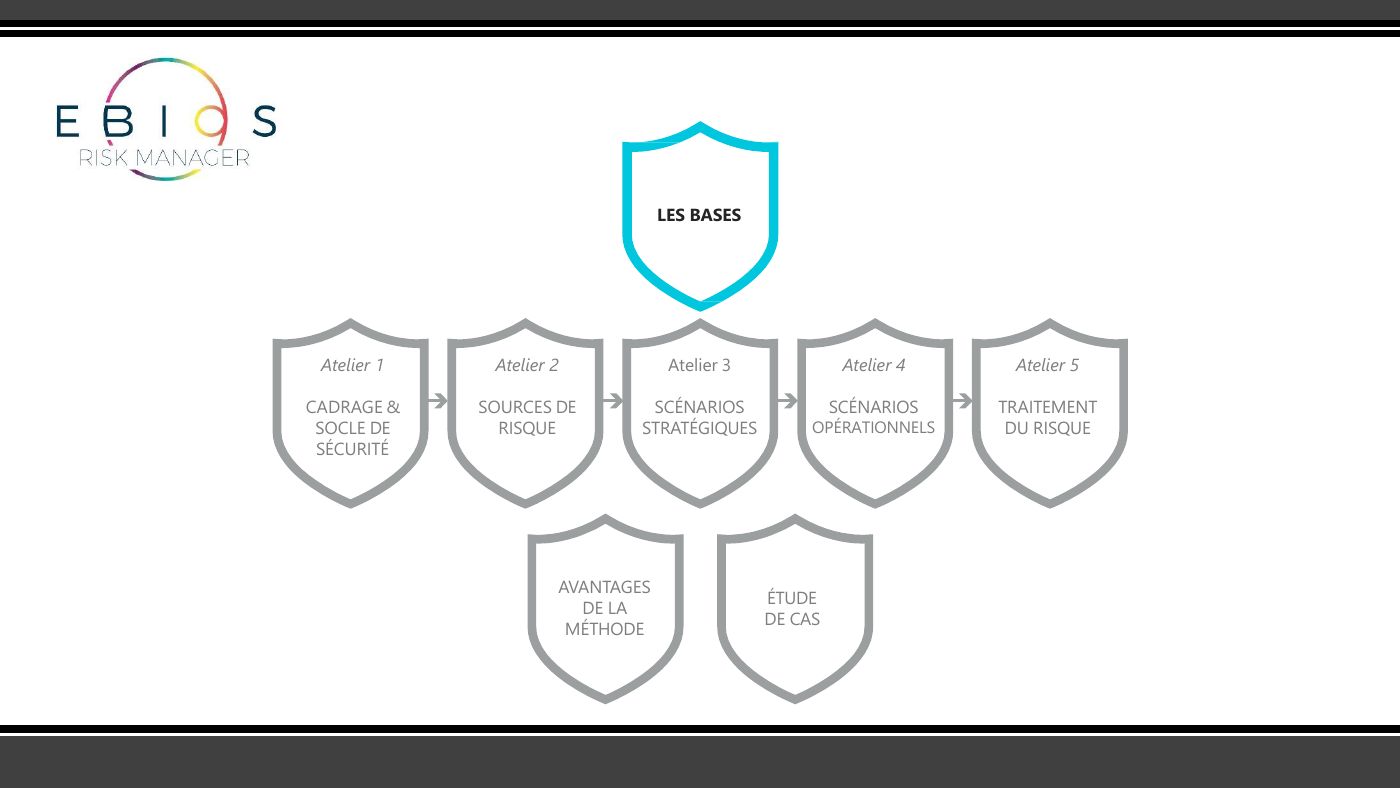 EBIOS
RISK MANAGER
LES BASES
Atelier 1
CADRAGE &
SOCLE DE
SÉCURITÉ
Atelier 2
SOURCES DE
RISQUE
Atelier 3
SCÉNARIOS
STRATÉGIQUES
Atelier 4
SCÉNARIOS
OPÉRATIONNELS
Atelier 5
TRAITEMENT
DU RISQUE
AVANTAGES
DE LA
MÉTHODE
ÉTUDE
DE CAS